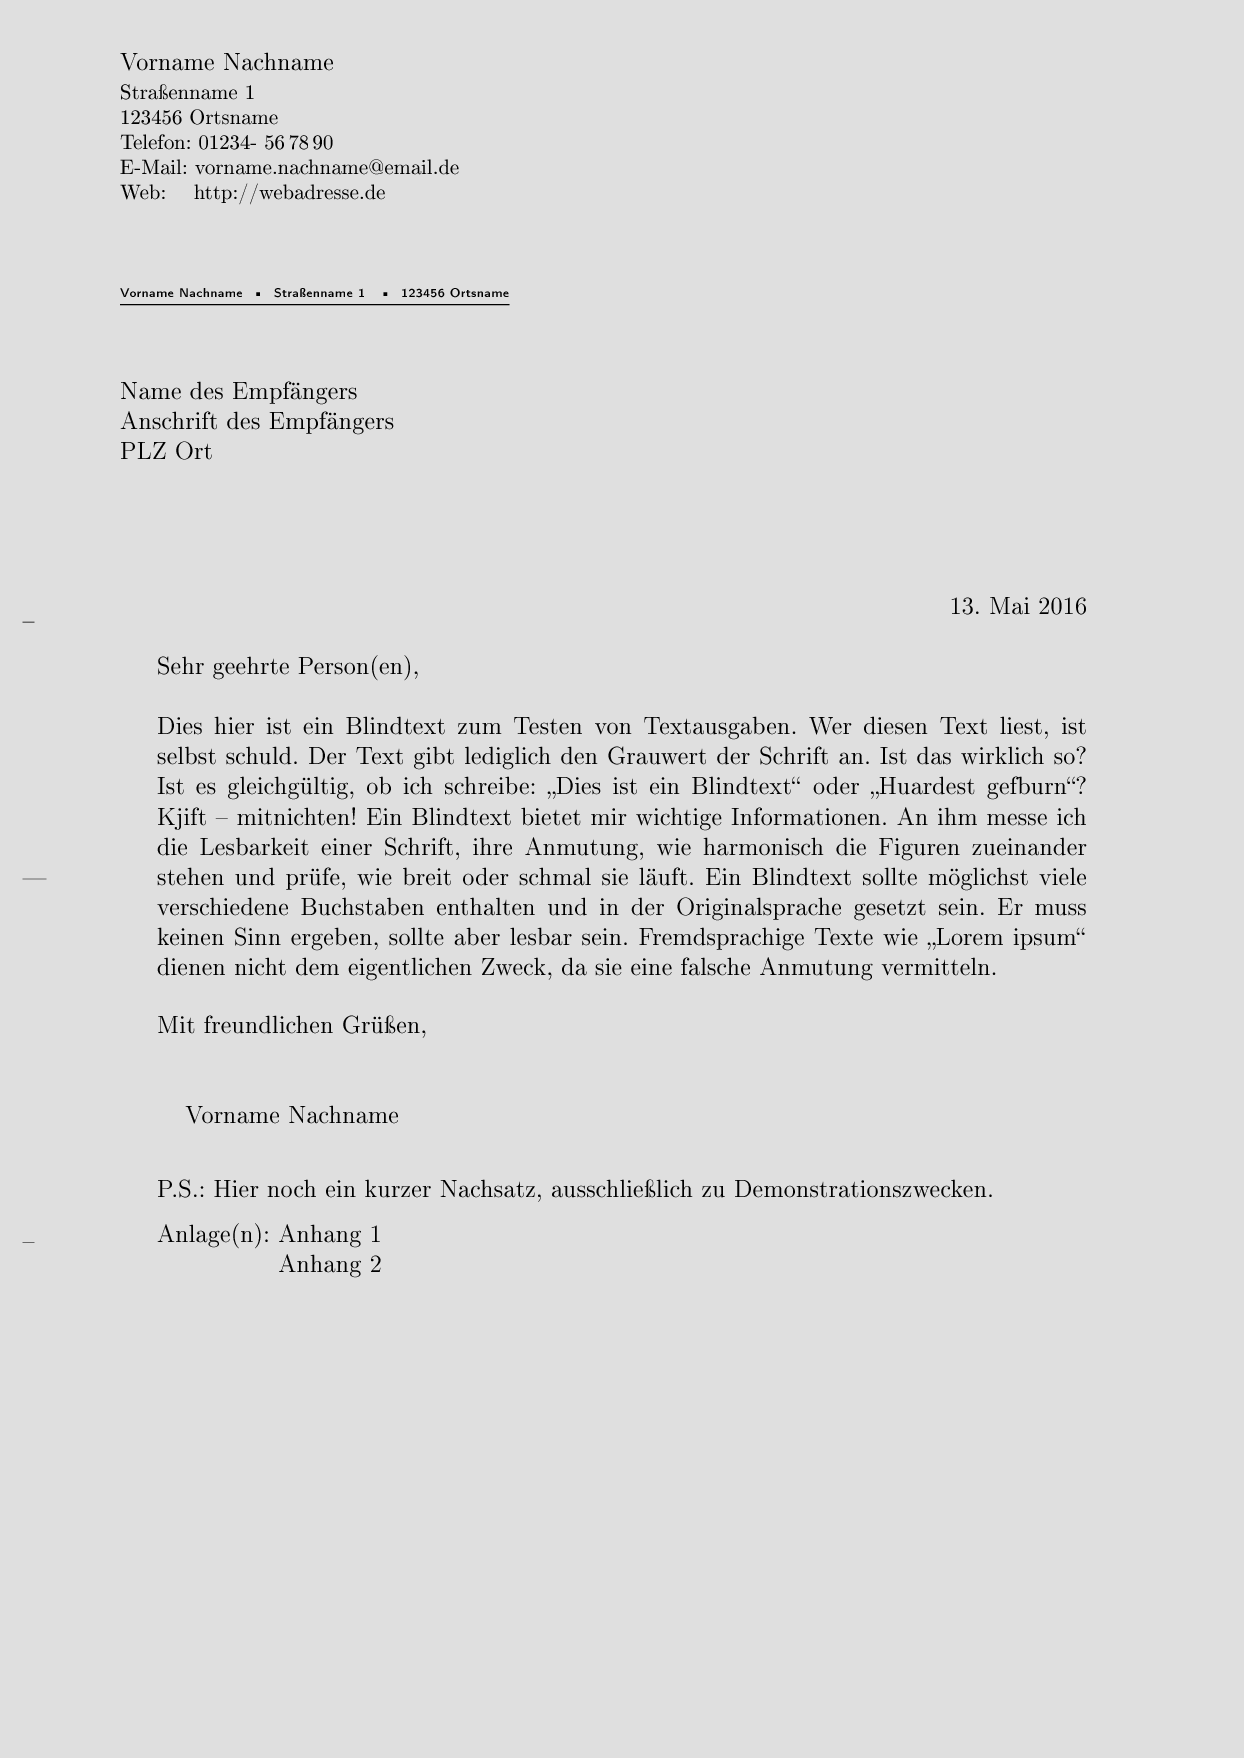 Vorname Nachname
Straßenname 1
123456 Ortsname
Telefon: 01234- 56 78 90
E-Mail: vorname.nachname@email.de
Web: http://webadresse.de
Vorname Nachname ▪ Straßenname 1 ▪ 123456 Ortsname
Name des Empfängers
Anschrift des Empfängers
PLZ Ort
13. Mai 2016
Sehr geehrte Person(en),
Dies hier ist ein Blindtext zum Testen von Textausgaben. Wer diesen Text liest, ist
selbst schuld. Der Text gibt lediglich den Grauwert der Schrift an. Ist das wirklich so?
Ist es gleichgültig, ob ich schreibe: „Dies ist ein Blindtext“ oder „Huardest gefburn“?
Kjift – mitnichten! Ein Blindtext bietet mir wichtige Informationen. An ihm messe ich
die Lesbarkeit einer Schrift, ihre Anmutung, wie harmonisch die Figuren zueinander
stehen und prüfe, wie breit oder schmal sie läuft. Ein Blindtext sollte möglichst viele
verschiedene Buchstaben enthalten und in der Originalsprache gesetzt sein. Er muss
keinen Sinn ergeben, sollte aber lesbar sein. Fremdsprachige Texte wie „Lorem ipsum“
dienen nicht dem eigentlichen Zweck, da sie eine falsche Anmutung vermitteln.
Mit freundlichen Grüßen,
Vorname Nachname
P.S.: Hier noch ein kurzer Nachsatz, ausschließlich zu Demonstrationszwecken.
Anlage(n): Anhang 1
Anhang 2